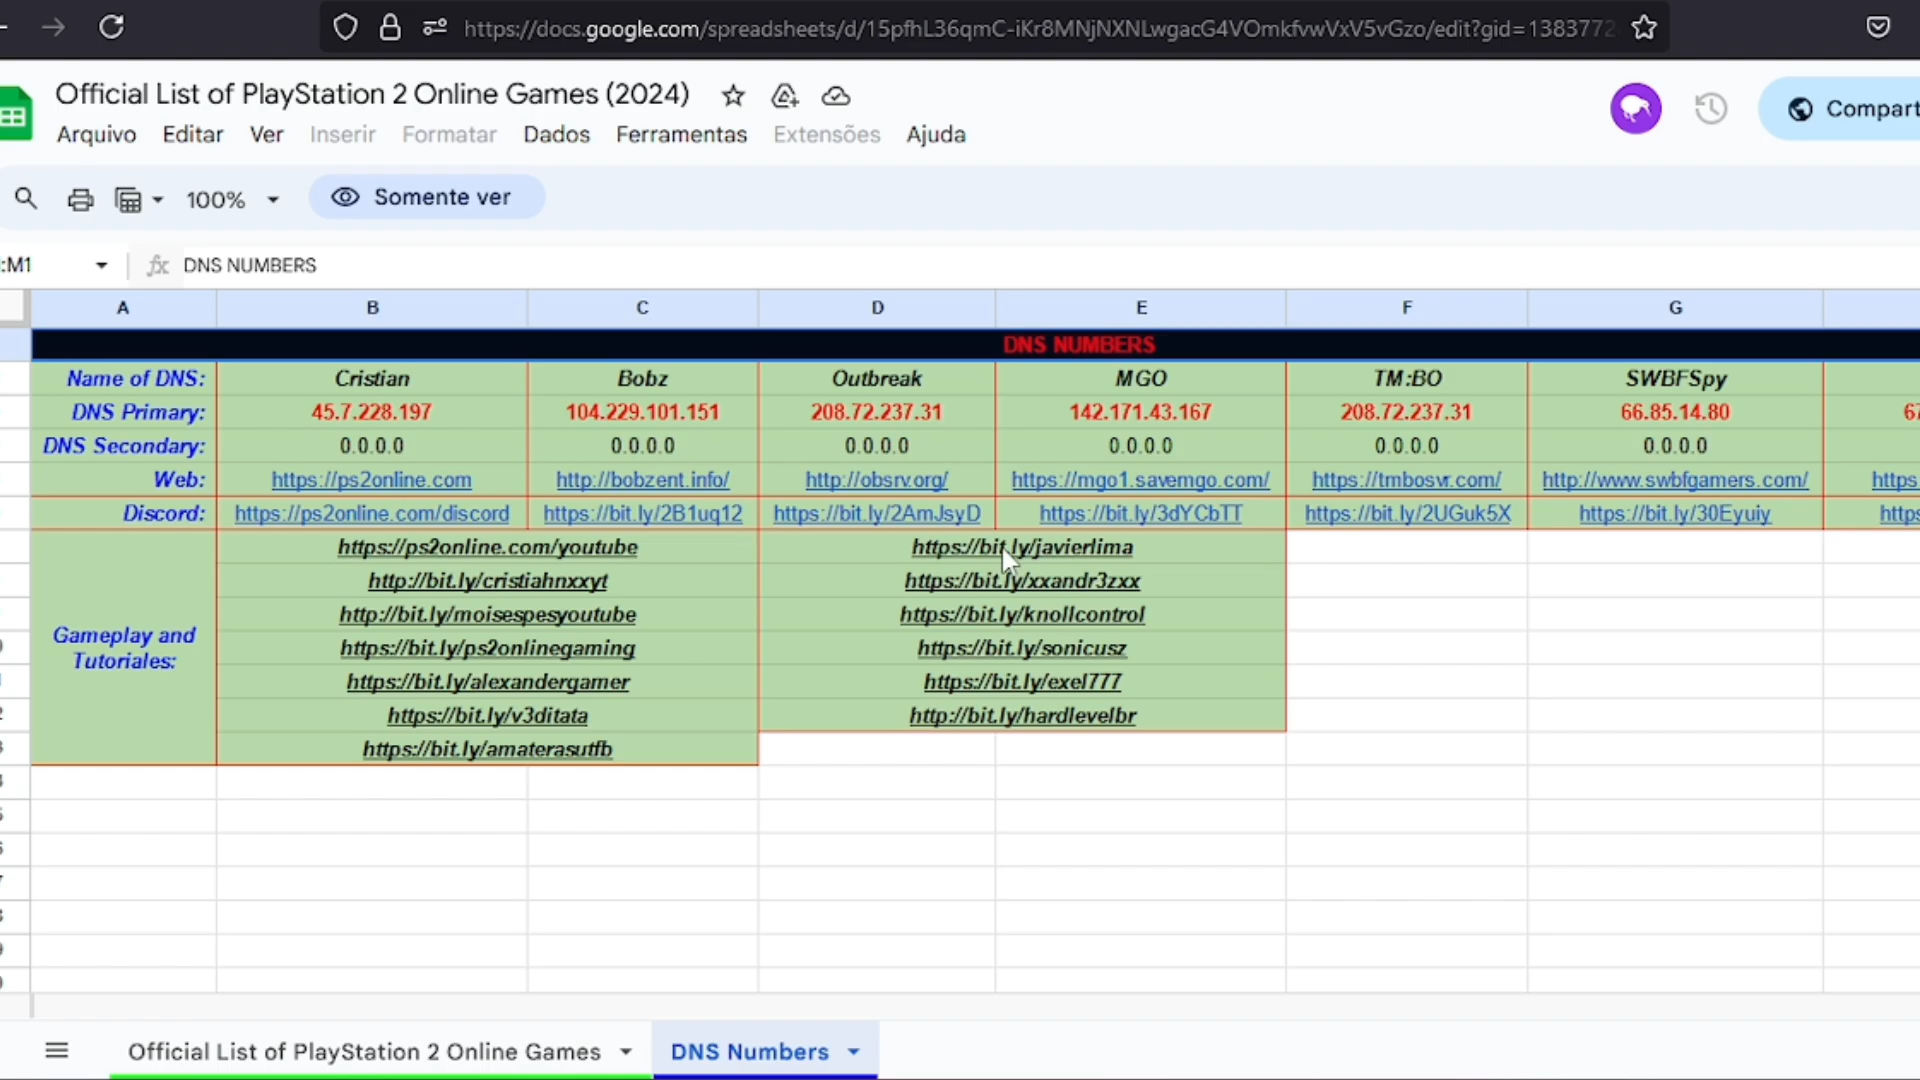 https://docs.google.com/spreadsheets/d/15pfhL36qmC-iKr8MNjNXNLwgacG4VOmkfvwVxV5vGzo/edit?gid=1383772
Official List of PlayStation 2 Online Games (2024)
Arquivo Editar Ver Inserir Formatar Dados Ferramentas Extensões Ajuda
Compart
100% Somente ver
:M1 fx DNS NUMBERS
A B C D E F G
DNS NUMBERS
Name of DNS: Cristian Bobz Outbreak MGO TM:BO SWBFSpy
DNS Primary: 45.7.228.197 104.229.101.151 208.72.237.31 142.171.43.167 208.72.237.31 66.85.14.80 67
DNS Secondary: 0.0.0.0 0.0.0.0 0.0.0.0 0.0.0.0 0.0.0.0 0.0.0.0
Web: https://ps2online.com http://bobzent.info/ http://obsrv.org/ https://mgo1.savemgo.com/ https://tmbosvr.com/ http://www.swbfgamers.com/ https
Discord: https://ps2online.com/discord https://bit.ly/2B1uq12 https://bit.ly/2AmJsyD https://bit.ly/3dYCbTT https://bit.ly/2UGuk5X https://bit.ly/30Eyuiy https
https://ps2online.com/youtube https://bit.ly/javierlima
http://bit.ly/cristiahnxxyt https://bit.ly/xxandr3zxx
http://bit.ly/moisespesyoutube https://bit.ly/knollcontrol
Gameplay and
Tutoriales:
https://bit.ly/ps2onlinegaming https://bit.ly/sonicusz
https://bit.ly/alexandergamer https://bit.ly/exel777
https://bit.ly/v3ditata http://bit.ly/hardlevelbr
https://bit.ly/amaterasutfb
Official List of PlayStation 2 Online Games DNS Numbers